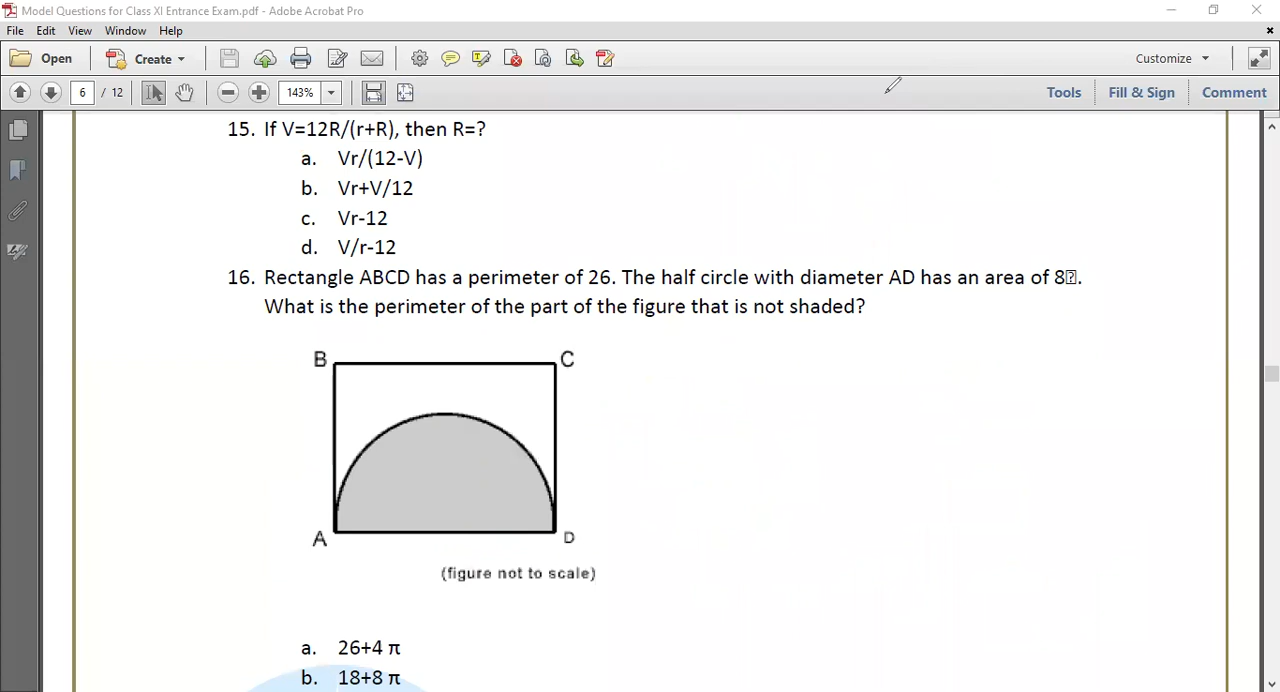 Model Questions for Class XI Entrance Exam.pdf - Adobe Acrobat Pro
File Edit View Window Help
Open Create Customize
6 / 12 143% Tools Fill & Sign Comment
15. If V=12R/(r+R), then R=?
a. Vr/(12-V)
b. Vr+V/12
c. Vr-12
d. V/r-12
16. Rectangle ABCD has a perimeter of 26. The half circle with diameter AD has an area of 8⍰.
What is the perimeter of the part of the figure that is not shaded?
B C
A D
(figure not to scale)
a. 26+4 π
b. 18+8 π